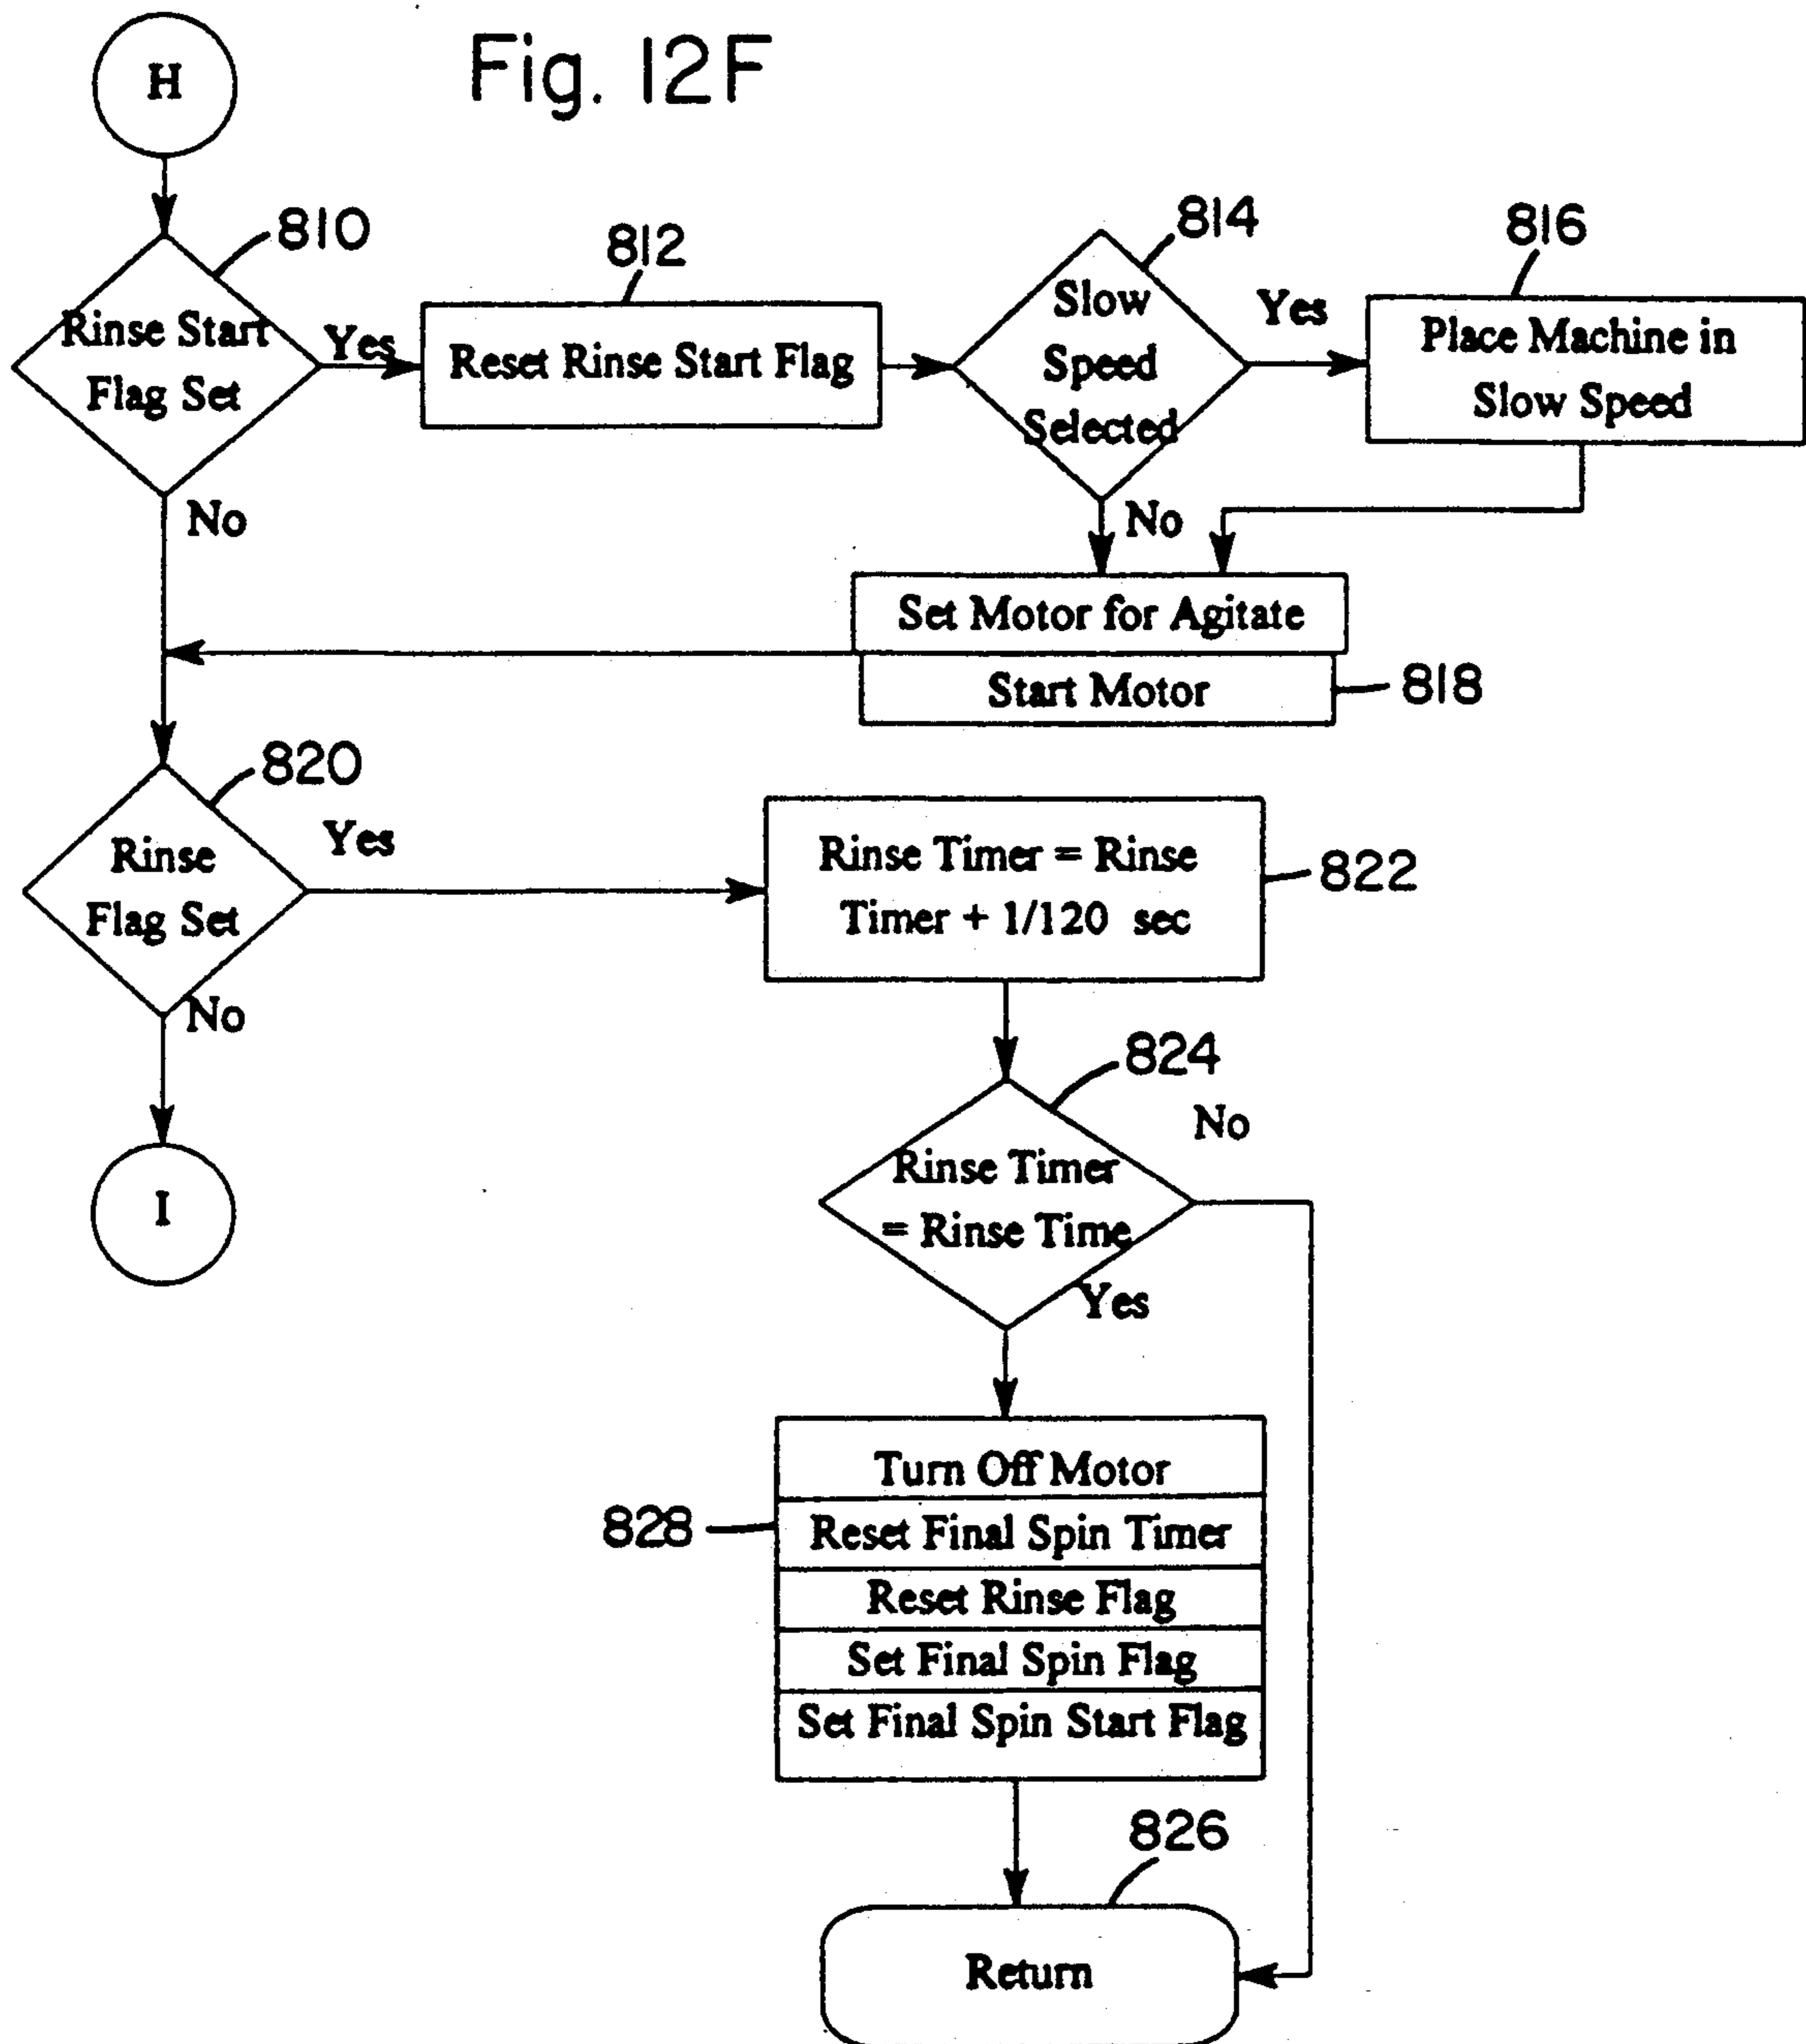 Fig. 12F
H
810
Rinse Start
Flag Set
Yes
No
812
Reset Rinse Start Flag
814
Slow
Speed
Selected
Yes
No
816
Place Machine in
Slow Speed
Set Motor for Agitate
Start Motor
818
820
Rinse
Flag Set
Yes
No
I
Rinse Timer = Rinse
Timer + 1/120 sec
822
824
Rinse Timer
= Rinse Time
No
Yes
828
Turn Off Motor
Reset Final Spin Timer
Reset Rinse Flag
Set Final Spin Flag
Set Final Spin Start Flag
826
Return